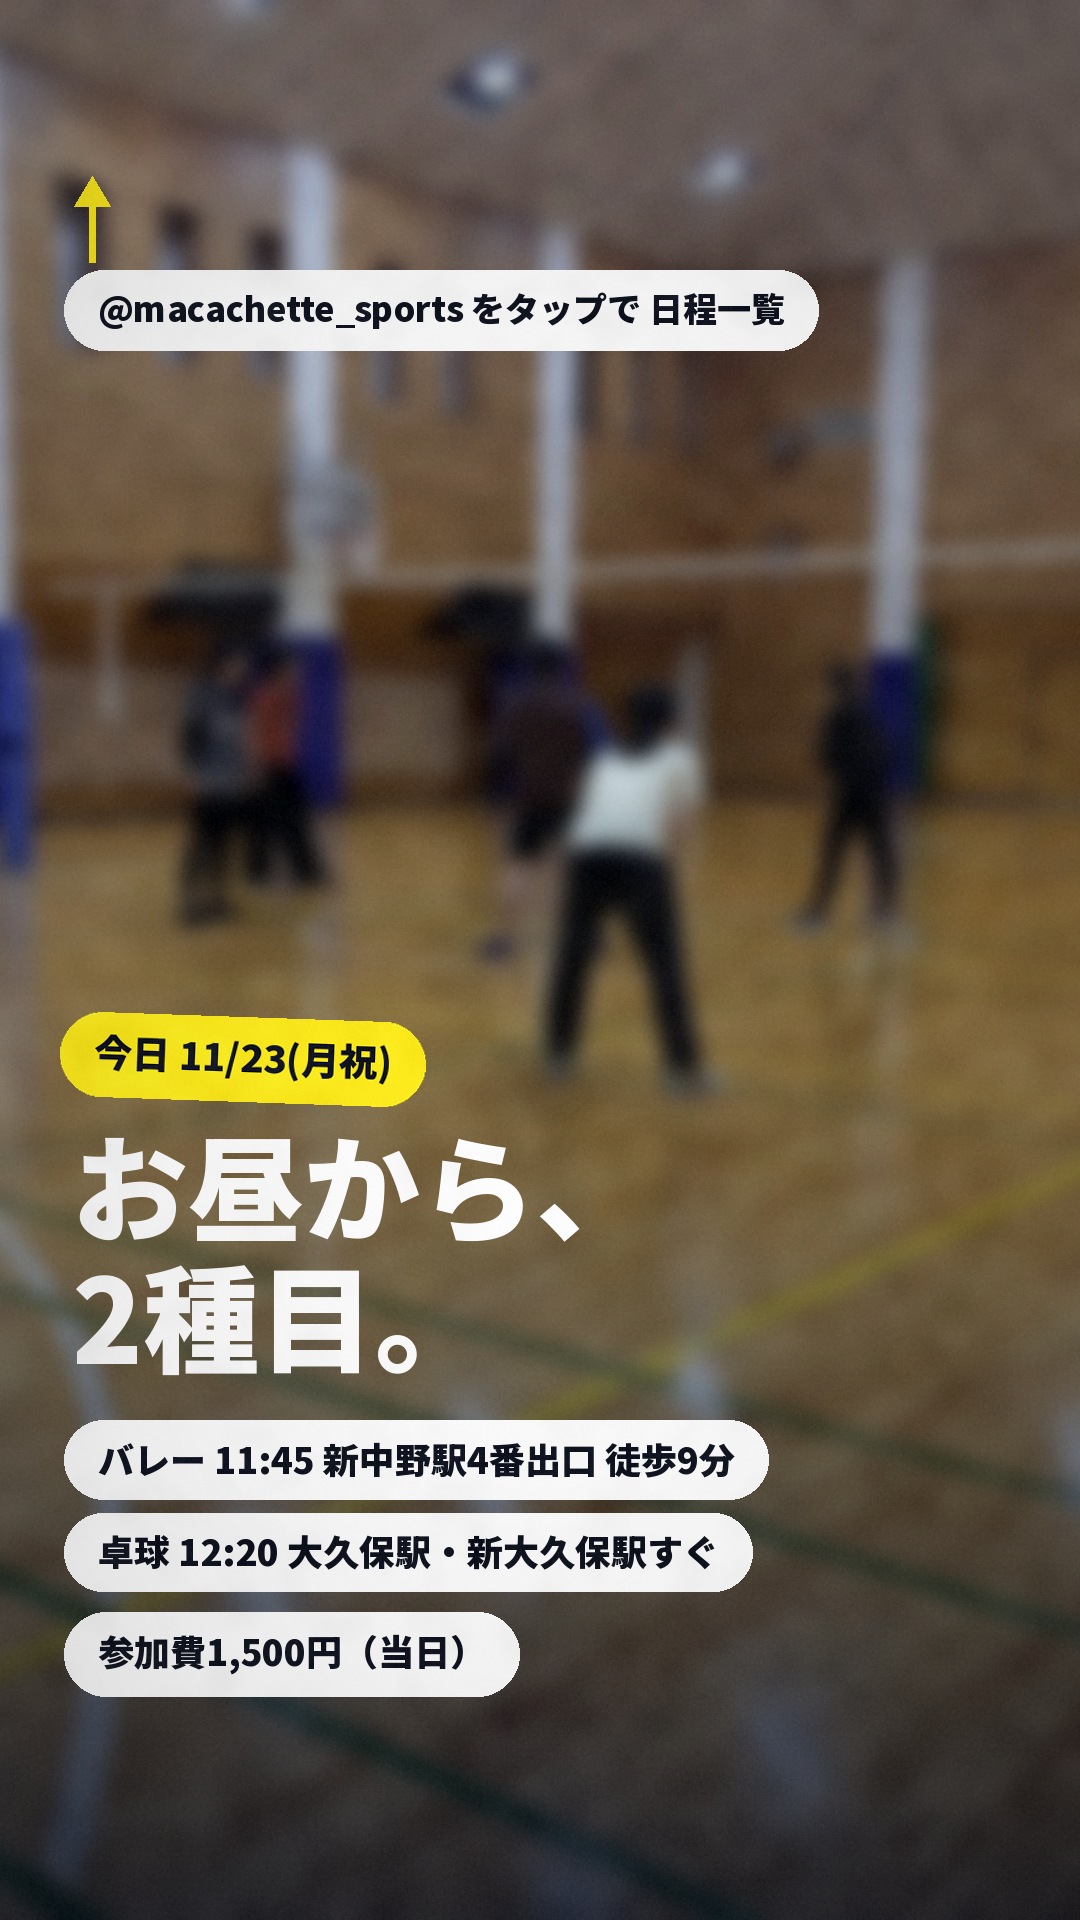 @macachette_sports をタップで 日程一覧
今日 11/23(月祝)
お昼から、
2種目。
バレー 11:45 新中野駅4番出口 徒歩9分
卓球 12:20 大久保駅・新大久保駅すぐ
参加費1,500円（当日）